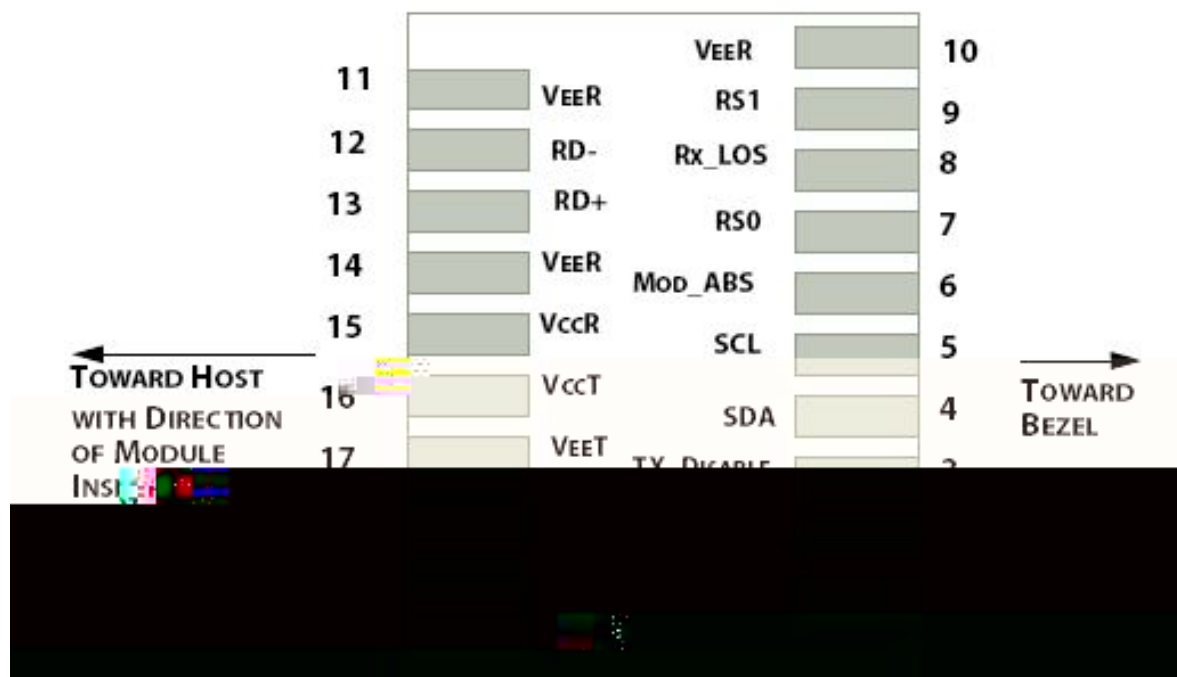 VEER 10
11 VEER
RS1 9
12 RD-
Rx_LOS 8
13 RD+
RS0 7
14 VEER
MOD_ABS 6
15 VCCR
SCL 5
TOWARD HOST
WITH DIRECTION
OF MODULE
16 VCCT
SDA 4
TOWARD
BEZEL
17 VEET
TX_DISABLE